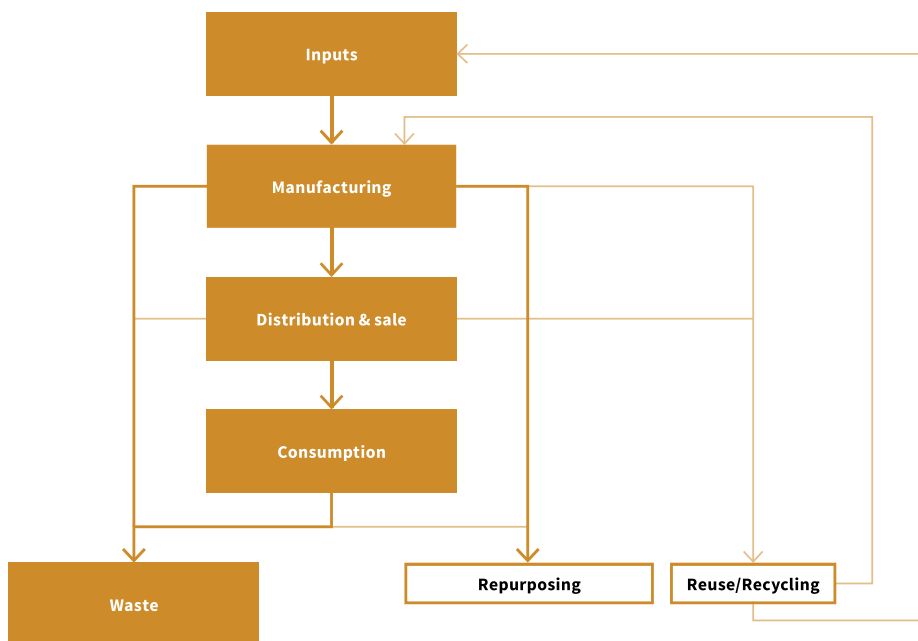 Inputs
Manufacturing
Distribution & sale
Consumption
Waste
Repurposing
Reuse/Recycling